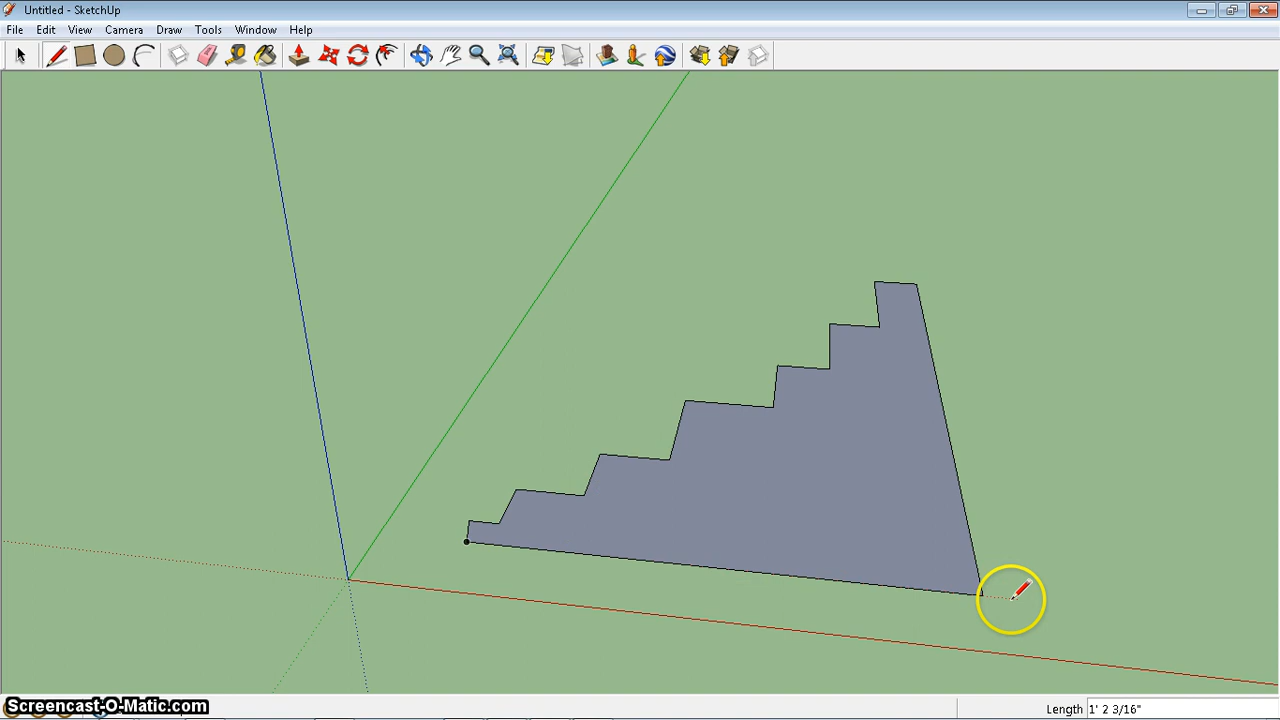 Untitled - SketchUp
File Edit View Camera Draw Tools Window Help
Screencast-O-Matic.com
Length 1' 2 3/16"